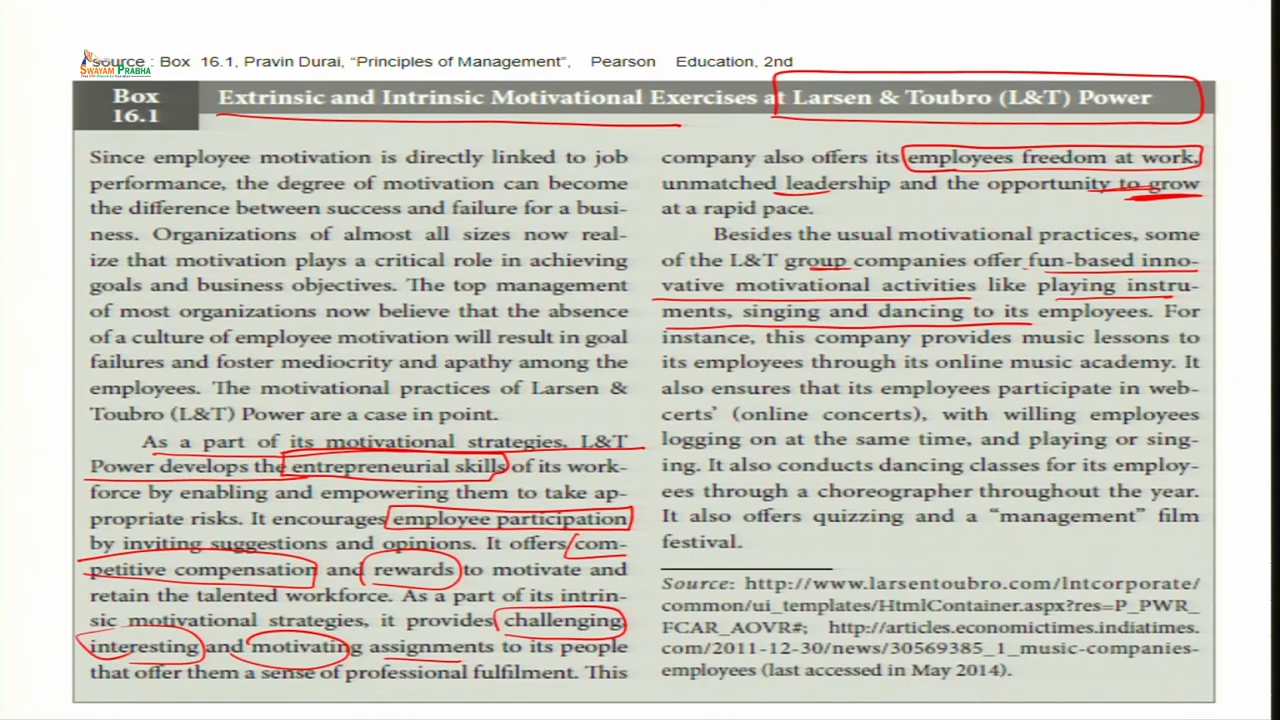 source : Box 16.1, Pravin Durai, “Principles of Management”, Pearson Education, 2nd
SWAYAM PRABHA
Box
16.1
Extrinsic and Intrinsic Motivational Exercises at Larsen & Toubro (L&T) Power
Since employee motivation is directly linked to job
performance, the degree of motivation can become
the difference between success and failure for a busi-
ness. Organizations of almost all sizes now real-
ize that motivation plays a critical role in achieving
goals and business objectives. The top management
of most organizations now believe that the absence
of a culture of employee motivation will result in goal
failures and foster mediocrity and apathy among the
employees. The motivational practices of Larsen &
Toubro (L&T) Power are a case in point.
As a part of its motivational strategies, L&T
Power develops the entrepreneurial skills of its work-
force by enabling and empowering them to take ap-
propriate risks. It encourages employee participation
by inviting suggestions and opinions. It offers com-
petitive compensation and rewards to motivate and
retain the talented workforce. As a part of its intrin-
sic motivational strategies, it provides challenging,
interesting and motivating assignments to its people
that offer them a sense of professional fulfilment. This
company also offers its employees freedom at work,
unmatched leadership and the opportunity to grow
at a rapid pace.
Besides the usual motivational practices, some
of the L&T group companies offer fun-based inno-
vative motivational activities like playing instru-
ments, singing and dancing to its employees. For
instance, this company provides music lessons to
its employees through its online music academy. It
also ensures that its employees participate in web-
certs’ (online concerts), with willing employees
logging on at the same time, and playing or sing-
ing. It also conducts dancing classes for its employ-
ees through a choreographer throughout the year.
It also offers quizzing and a “management” film
festival.
Source: http://www.larsentoubro.com/lntcorporate/
common/ui_templates/HtmlContainer.aspx?res=P_PWR_
FCAR_AOVR#; http://articles.economictimes.indiatimes.
com/2011-12-30/news/30569385_1_music-companies-
employees (last accessed in May 2014).